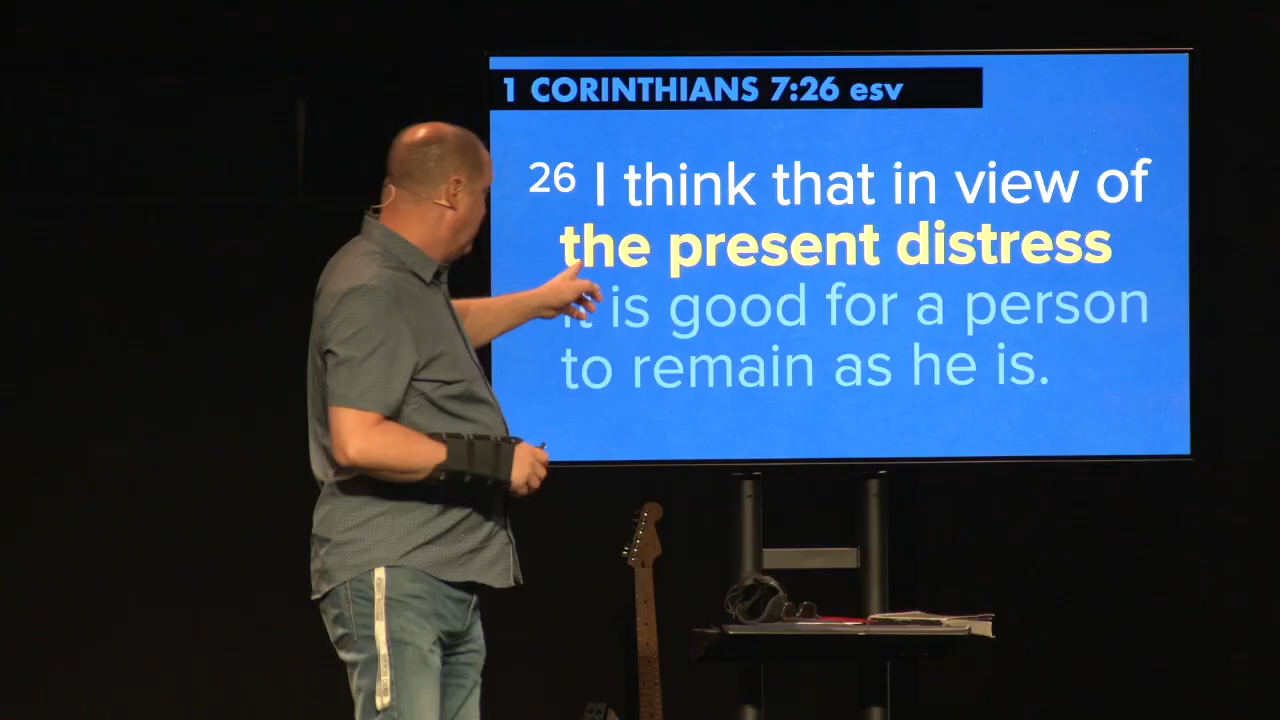 1 CORINTHIANS 7:26 esv
26 I think that in view of
the present distress
it is good for a person
to remain as he is.